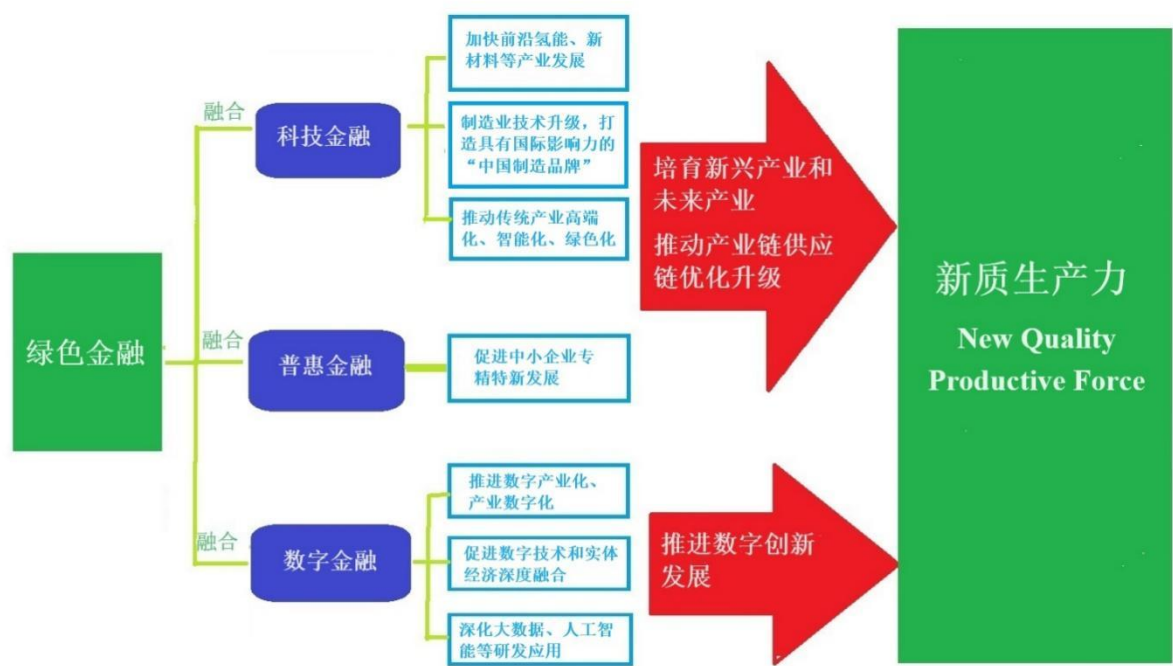 绿色金融
融合
科技金融
加快前沿氢能、新
材料等产业发展
制造业技术升级，打
造具有国际影响力的
“中国制造品牌”
推动传统产业高端
化、智能化、绿色化
融合
普惠金融
促进中小企业专
精特新发展
融合
数字金融
推进数字产业化、
产业数字化
促进数字技术和实体
经济深度融合
深化大数据、人工智
能等研发应用
培育新兴产业和
未来产业
推动产业链供应
链优化升级
推进数字创新
发展
新质生产力
New Quality
Productive Force